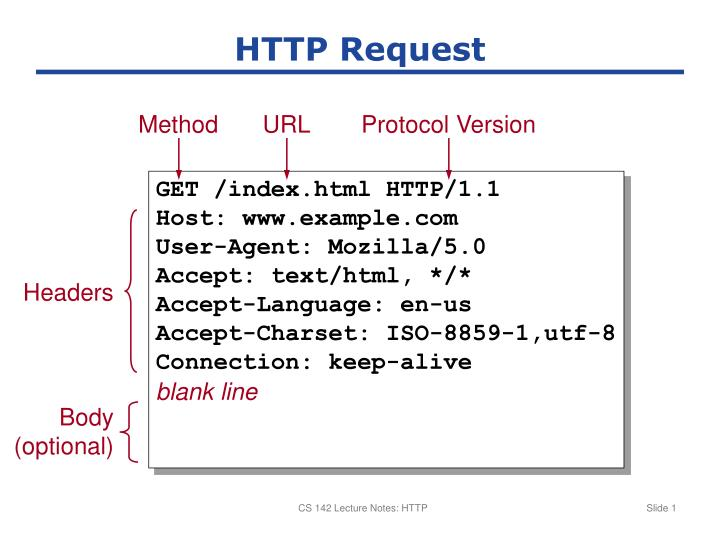 HTTP Request
Method URL Protocol Version
GET /index.html HTTP/1.1
Host: www.example.com
User-Agent: Mozilla/5.0
Accept: text/html, */*
Headers
Accept-Language: en-us
Accept-Charset: ISO-8859-1,utf-8
Connection: keep-alive
blank line
Body
(optional)
CS 142 Lecture Notes: HTTP
Slide 1